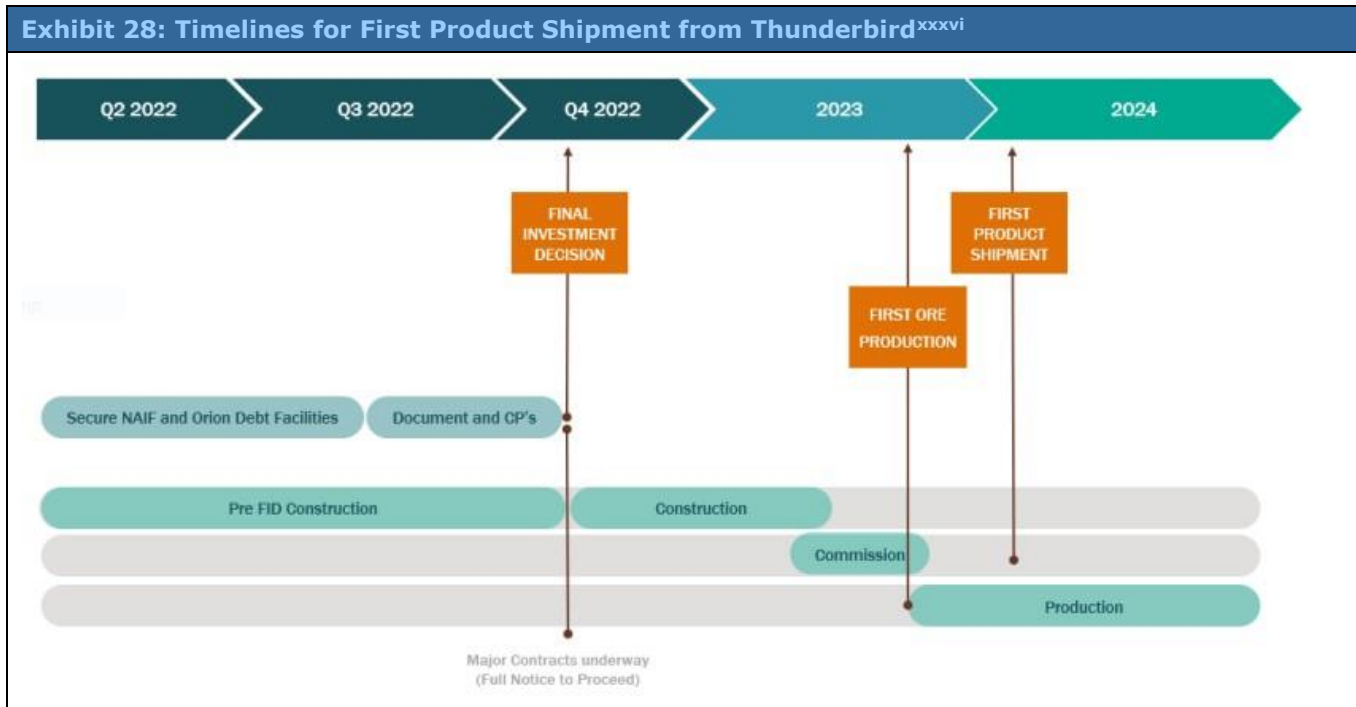 Exhibit 28: Timelines for First Product Shipment from Thunderbirdxxxvi
Q2 2022
Q3 2022
Q4 2022
2023
2024
FINAL
INVESTMENT
DECISION
FIRST
PRODUCT
SHIPMENT
FIRST ORE
PRODUCTION
Secure NAIF and Orion Debt Facilities
Document and CP's
Pre FID Construction
Construction
Commission
Production
Major Contracts underway
(Full Notice to Proceed)